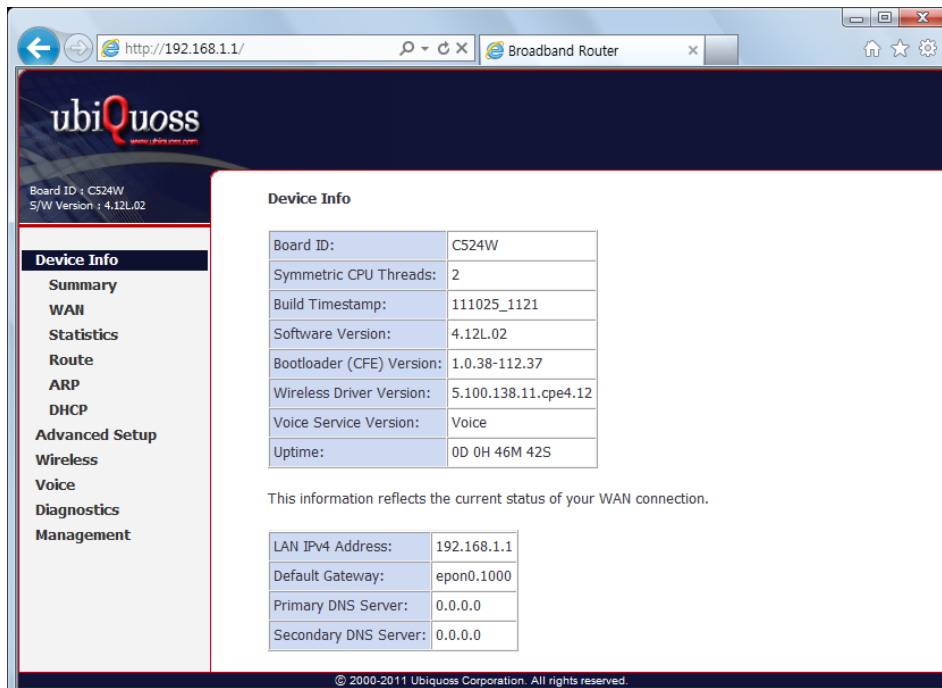 http://192.168.1.1/
Broadband Router
ubiQuoss
www.ubiquoss.com
Board ID : C524W
S/W Version : 4.12L.02
Device Info
Summary
WAN
Statistics
Route
ARP
DHCP
Advanced Setup
Wireless
Voice
Diagnostics
Management
Device Info
Board ID: C524W
Symmetric CPU Threads: 2
Build Timestamp: 111025_1121
Software Version: 4.12L.02
Bootloader (CFE) Version: 1.0.38-112.37
Wireless Driver Version: 5.100.138.11.cpe4.12
Voice Service Version: Voice
Uptime: 0D 0H 46M 42S
This information reflects the current status of your WAN connection.
LAN IPv4 Address: 192.168.1.1
Default Gateway: epon0.1000
Primary DNS Server: 0.0.0.0
Secondary DNS Server: 0.0.0.0
© 2000-2011 Ubiquoss Corporation. All rights reserved.